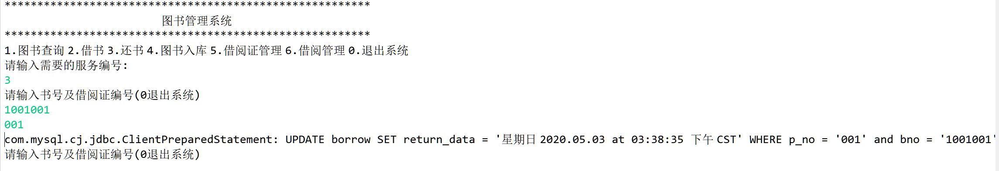 ********************************************************
图书管理系统
********************************************************
1.图书查询 2.借书 3.还书 4.图书入库 5.借阅证管理 6.借阅管理 0.退出系统
请输入需要的服务编号:
3
请输入书号及借阅证编号(0退出系统)
1001001
001
com.mysql.cj.jdbc.ClientPreparedStatement: UPDATE borrow SET return_data = '星期日 2020.05.03 at 03:38:35 下午 CST' WHERE p_no = '001' and bno = '1001001'
请输入书号及借阅证编号(0退出系统)